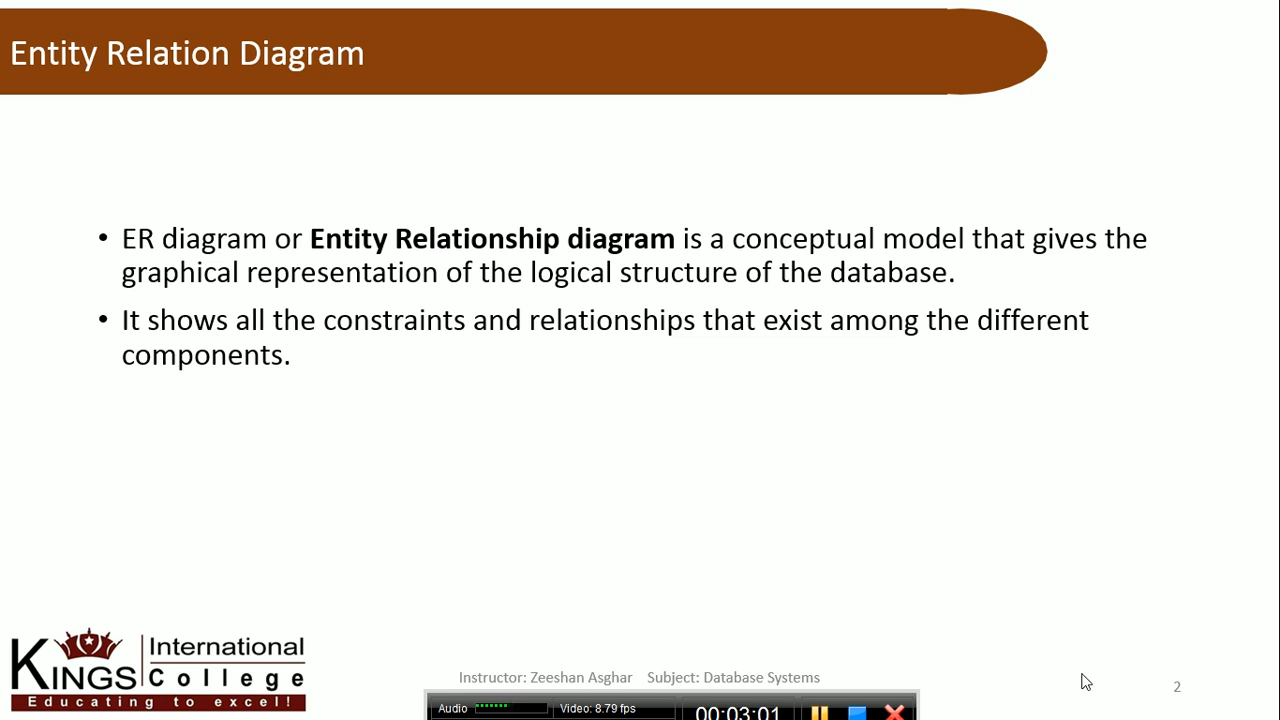 Entity Relation Diagram
• ER diagram or Entity Relationship diagram is a conceptual model that gives the
graphical representation of the logical structure of the database.
• It shows all the constraints and relationships that exist among the different
components.
KINGS International
College
Educating to excel!
Instructor: Zeeshan Asghar Subject: Database Systems
2
Audio Video: 8.79 fps 00:03:01